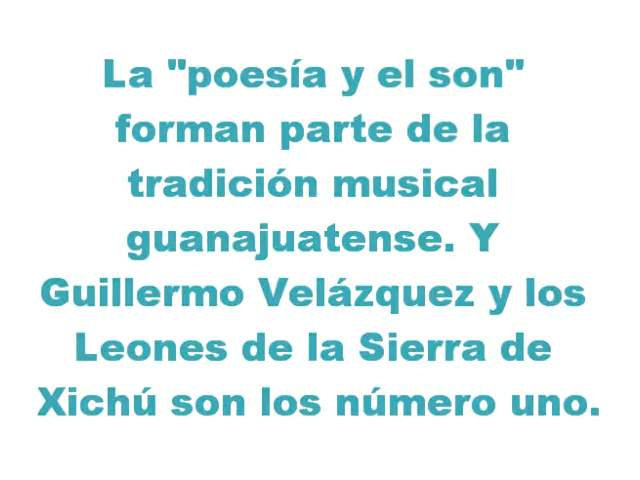 La "poesía y el son"
forman parte de la
tradición musical
guanajuatense. Y
Guillermo Velázquez y los
Leones de la Sierra de
Xichú son los número uno.